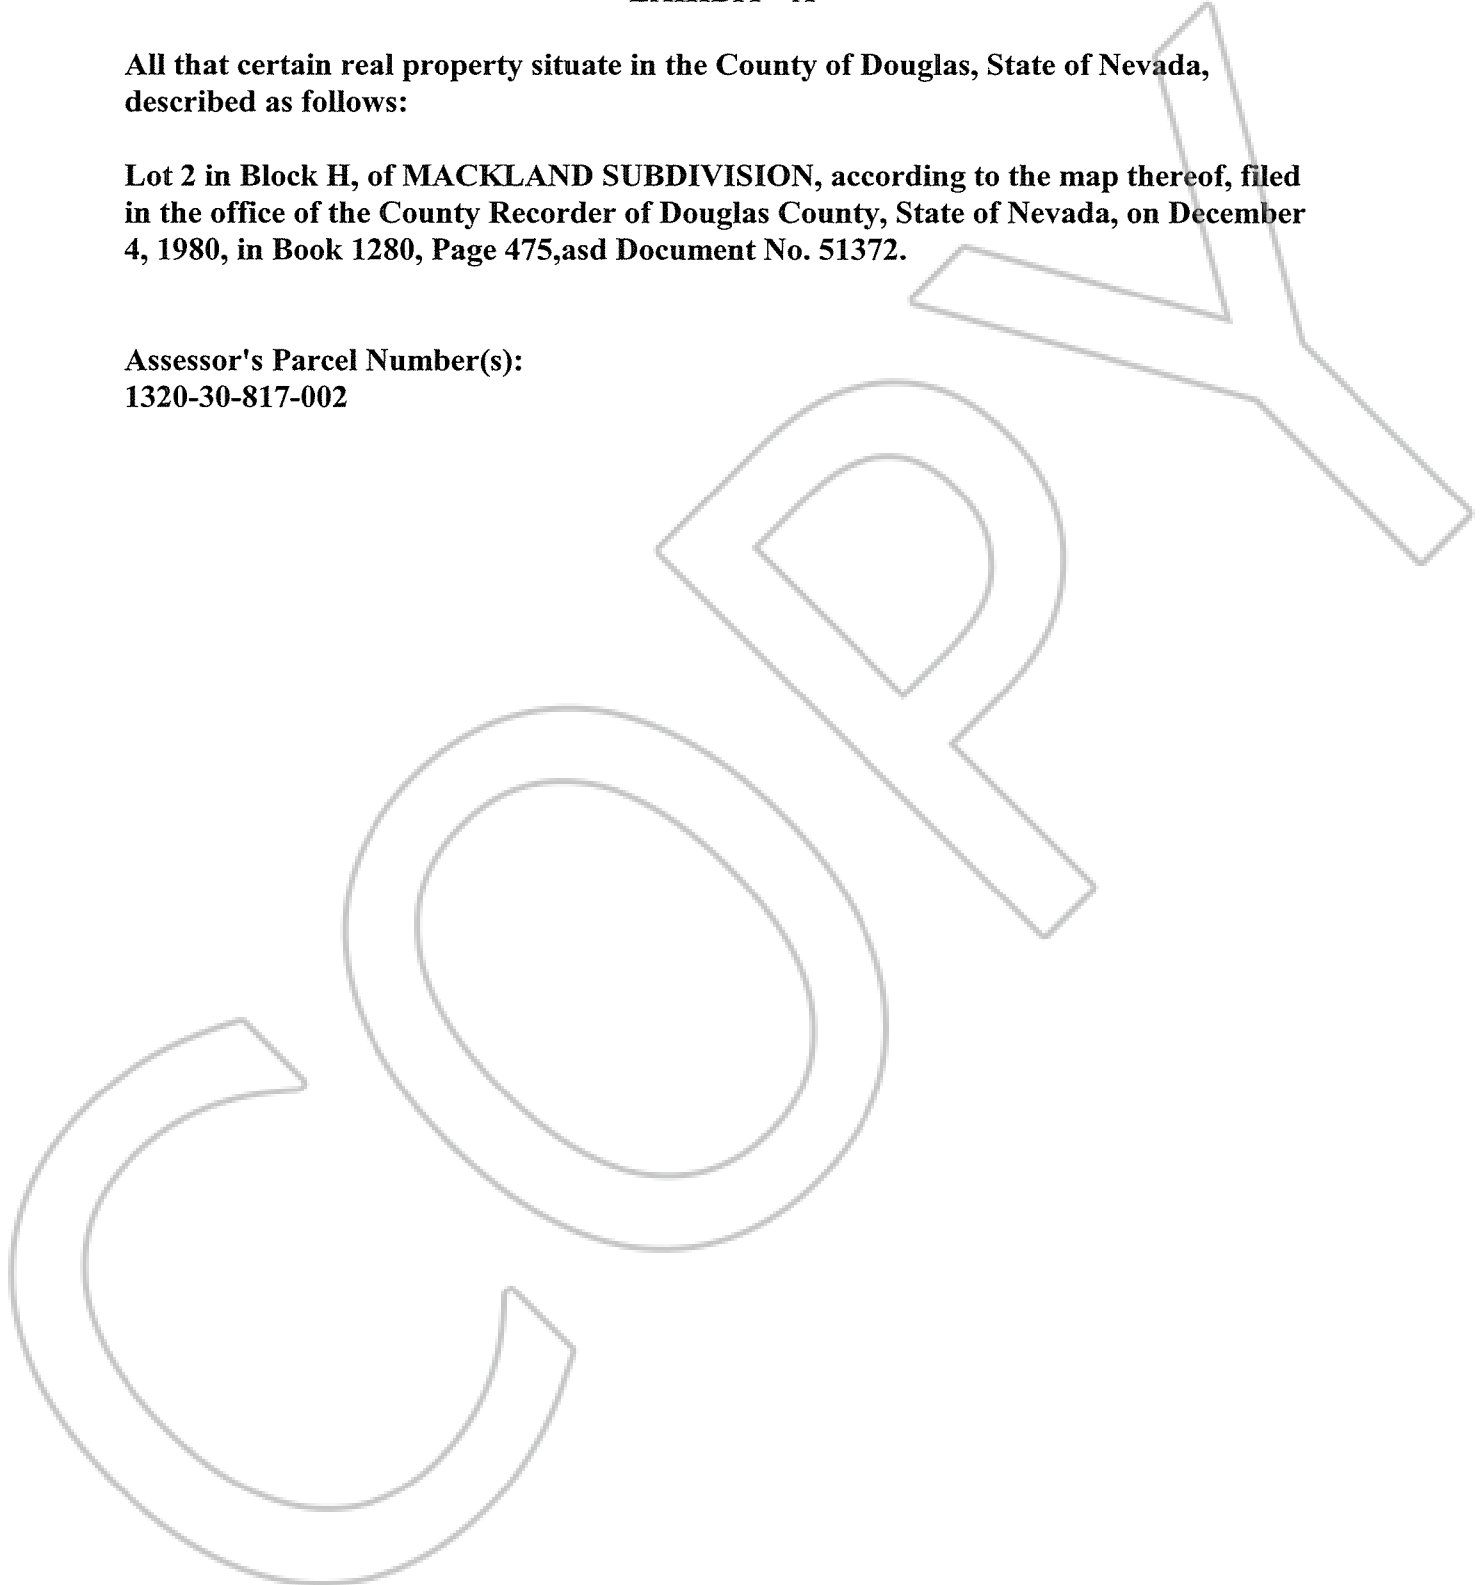 All that certain real property situate in the County of Douglas, State of Nevada,
described as follows:
Lot 2 in Block H, of MACKLAND SUBDIVISION, according to the map thereof, filed
in the office of the County Recorder of Douglas County, State of Nevada, on December
4, 1980, in Book 1280, Page 475,asd Document No. 51372.
Assessor's Parcel Number(s):
1320-30-817-002
COPY